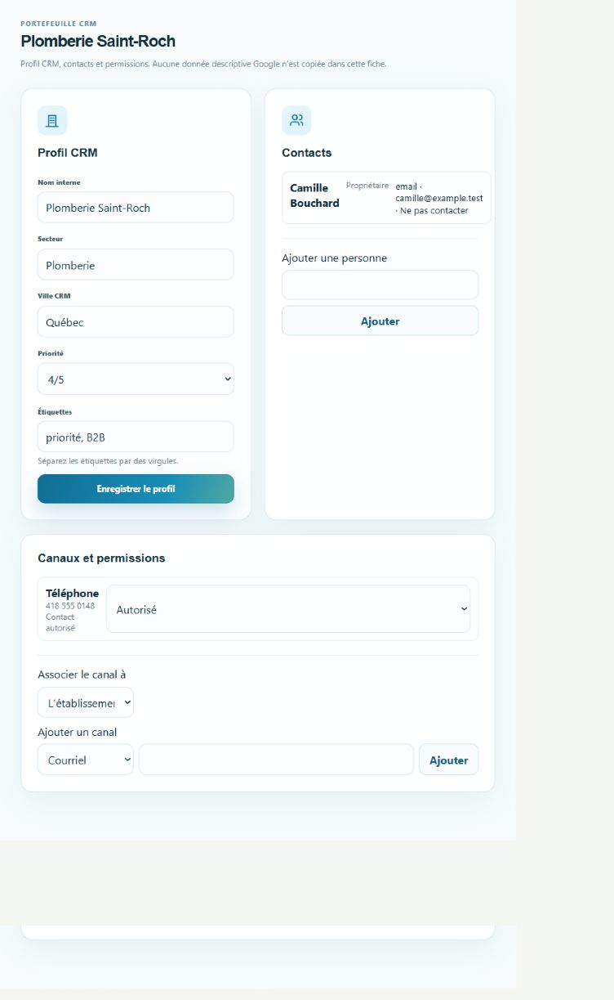 PORTEFEUILLE CRM
Plomberie Saint-Roch
Profil CRM, contacts et permissions. Aucune donnée descriptive Google n’est copiée dans cette fiche.
Profil CRM
Nom interne
Plomberie Saint-Roch
Secteur
Plomberie
Ville CRM
Québec
Priorité
4/5
Étiquettes
priorité, B2B
Séparez les étiquettes par des virgules.
Enregistrer le profil
Contacts
Camille
Bouchard
Propriétaire
email ·
camille@example.test
· Ne pas contacter
Ajouter une personne
Ajouter
Canaux et permissions
Téléphone
418 555 0148
Contact
autorisé
Autorisé
Associer le canal à
L’établissemen
Ajouter un canal
Courriel
Ajouter